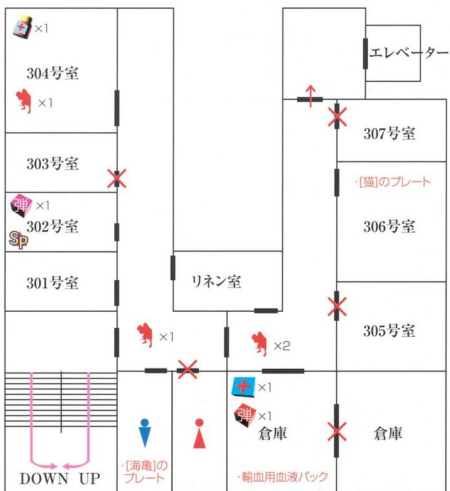 ×1
エレベーター
304号室
×1
307号室
303号室
・[猫]のプレート
弾 ×1
302号室
Sp
306号室
301号室
リネン室
305号室
×1
×2
×1
弾 ×1
倉庫
倉庫
・[海亀]の
プレート
・輸血用血液パック
DOWN UP